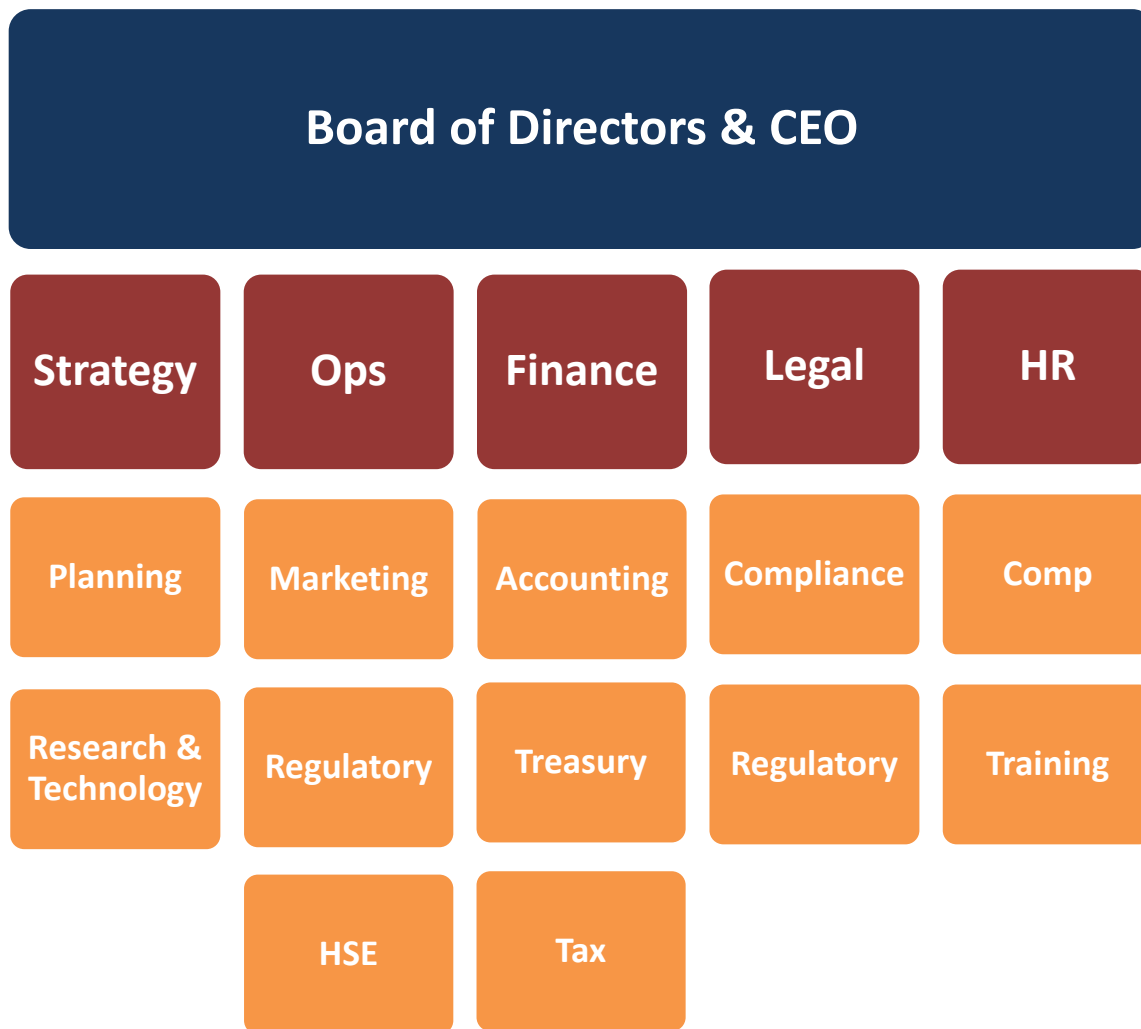 Board of Directors & CEO
Strategy
Ops
Finance
Legal
HR
Planning
Marketing
Accounting
Compliance
Comp
Research &
Technology
Regulatory
Treasury
Regulatory
Training
HSE
Tax